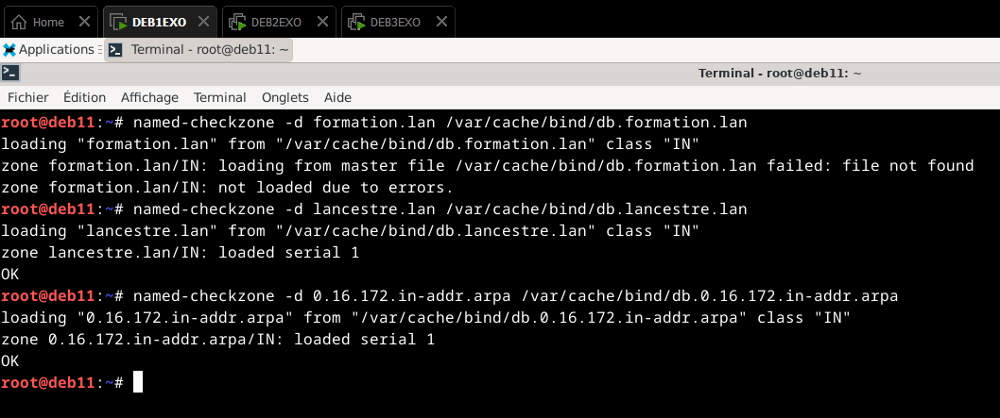 Home
DEB1EXO
DEB2EXO
DEB3EXO
Applications
Terminal - root@deb11: ~
Terminal - root@deb11: ~
Fichier Édition Affichage Terminal Onglets Aide
root@deb11:~# named-checkzone -d formation.lan /var/cache/bind/db.formation.lan
loading "formation.lan" from "/var/cache/bind/db.formation.lan" class "IN"
zone formation.lan/IN: loading from master file /var/cache/bind/db.formation.lan failed: file not found
zone formation.lan/IN: not loaded due to errors.
root@deb11:~# named-checkzone -d lancestre.lan /var/cache/bind/db.lancestre.lan
loading "lancestre.lan" from "/var/cache/bind/db.lancestre.lan" class "IN"
zone lancestre.lan/IN: loaded serial 1
OK
root@deb11:~# named-checkzone -d 0.16.172.in-addr.arpa /var/cache/bind/db.0.16.172.in-addr.arpa
loading "0.16.172.in-addr.arpa" from "/var/cache/bind/db.0.16.172.in-addr.arpa" class "IN"
zone 0.16.172.in-addr.arpa/IN: loaded serial 1
OK
root@deb11:~#